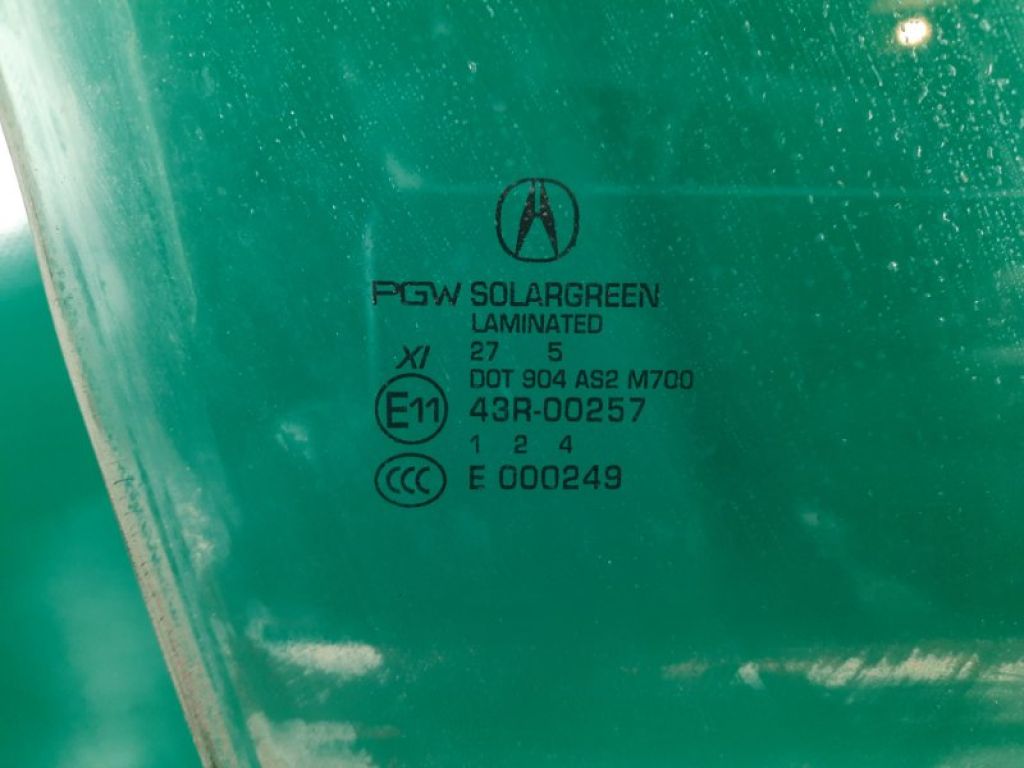 PGW SOLARGREEN
LAMINATED
XI 27 5
DOT 904 AS2 M700
E11 43R-00257
1 2 4
CCC E 000249